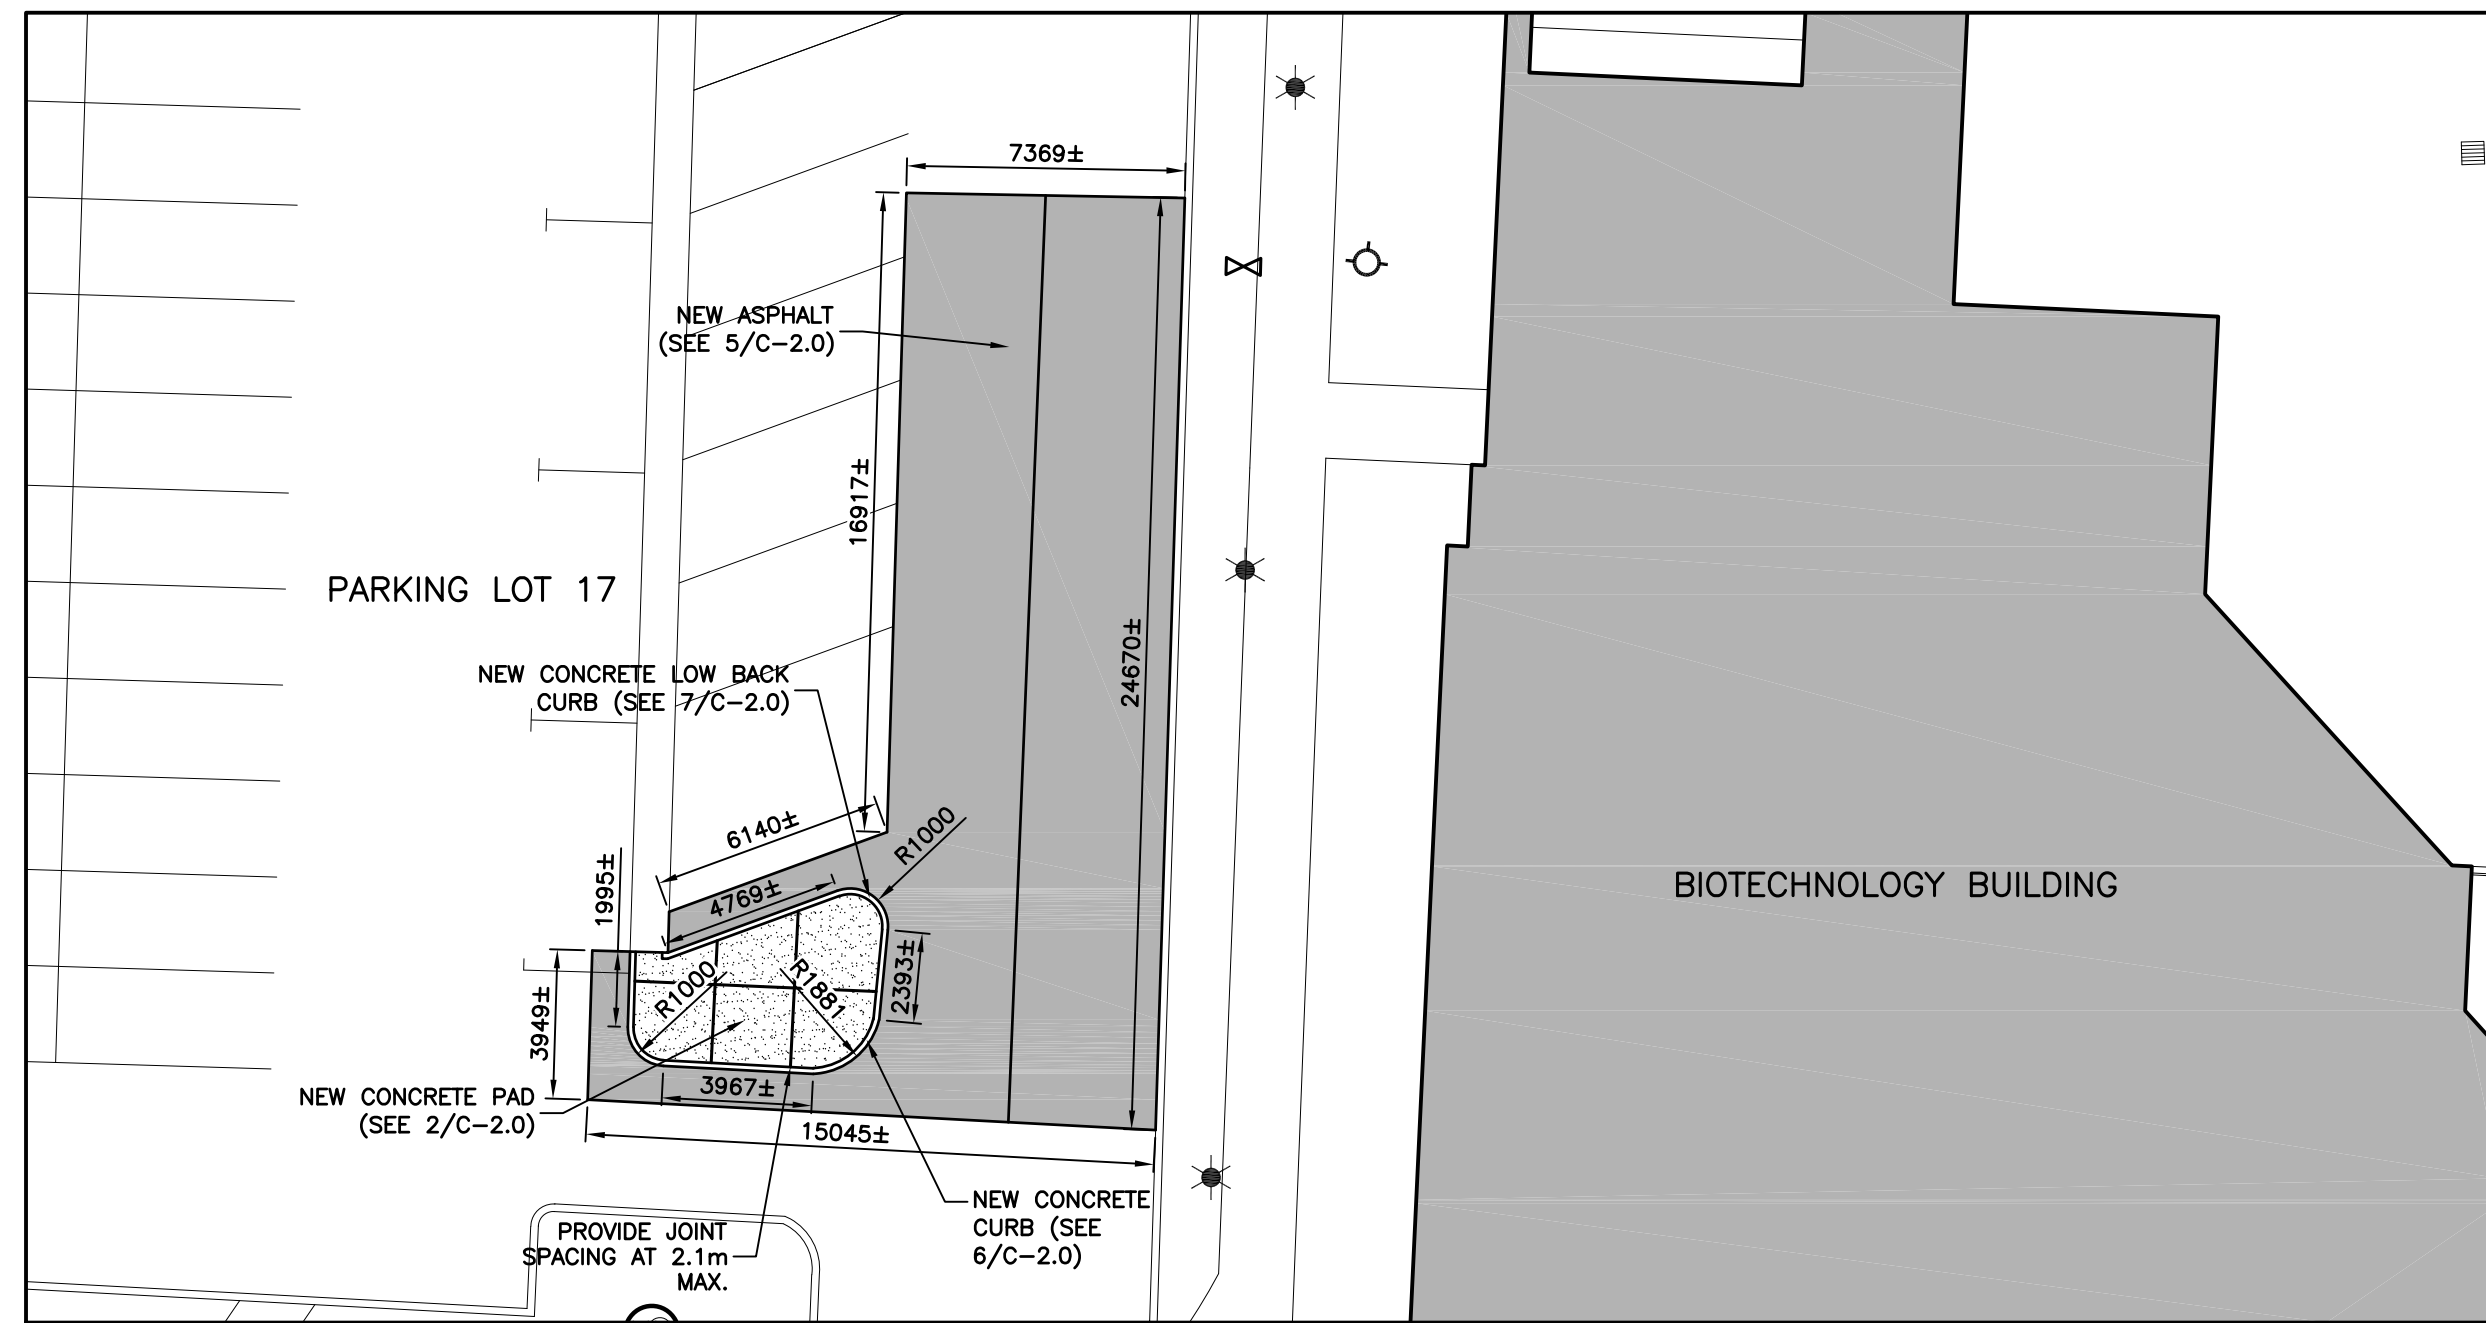 7369±
NEW ASPHALT
(SEE 5/C-2.0)
16917±
PARKING LOT 17
24670±
NEW CONCRETE LOW BACK
CURB (SEE 7/C-2.0)
6140±
R1000
1995±
4769±
BIOTECHNOLOGY BUILDING
3949±
R1000
R1881
2393±
3967±
NEW CONCRETE PAD
(SEE 2/C-2.0)
15045±
NEW CONCRETE
CURB (SEE
6/C-2.0)
PROVIDE JOINT
SPACING AT 2.1m
MAX.